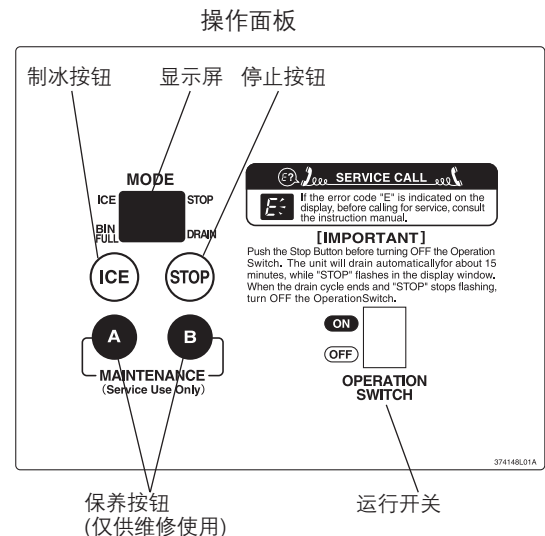 操作面板
制冰按钮
显示屏
停止按钮
MODE
ICE
STOP
BIN
FULL
DRAIN
ICE
STOP
A
B
MAINTENANCE
(Service Use Only)
E? SERVICE CALL
E
If the error code "E" is indicated on the
display, before calling for service, consult
the instruction manual.
[IMPORTANT]
Push the Stop Button before turning OFF the Operation
Switch. The unit will drain automaticallyfor about 15
minutes, while "STOP" flashes in the display window.
When the drain cycle ends and "STOP" stops flashing,
turn OFF the OperationSwitch.
ON
OFF
OPERATION
SWITCH
374148L01A
保养按钮
(仅供维修使用)
运行开关